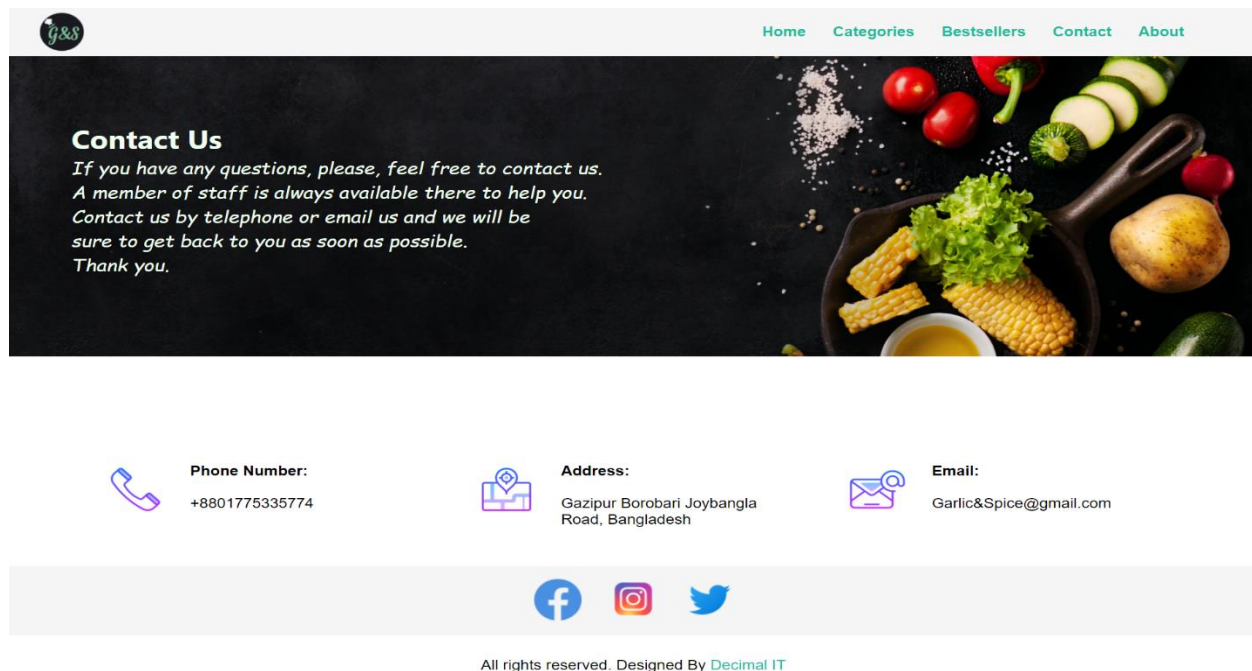 G&S
Home Categories Bestsellers Contact About
Contact Us
If you have any questions, please, feel free to contact us.
A member of staff is always available there to help you.
Contact us by telephone or email us and we will be
sure to get back to you as soon as possible.
Thank you.
Phone Number:
+8801775335774
Address:
Gazipur Borobari Joybangla
Road, Bangladesh
Email:
Garlic&Spice@gmail.com
All rights reserved. Designed By Decimal IT